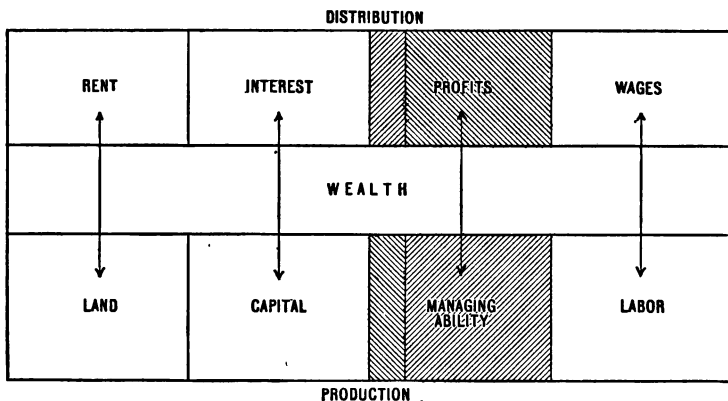 DISTRIBUTION
RENT INTEREST PROFITS WAGES
WEALTH
LAND CAPITAL MANAGING ABILITY LABOR
PRODUCTION